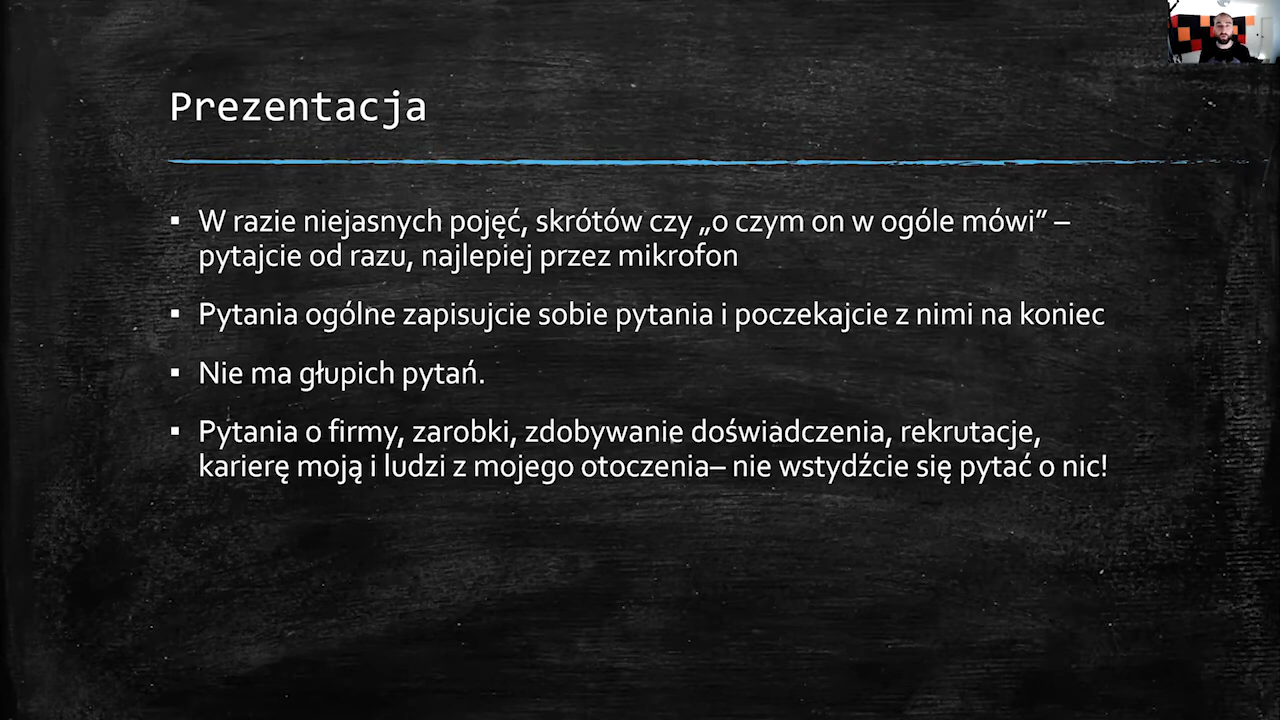 Prezentacja
▪ W razie niejasnych pojęć, skrótów czy „o czym on w ogóle mówi” –
pytajcie od razu, najlepiej przez mikrofon
▪ Pytania ogólne zapisujcie sobie pytania i poczekajcie z nimi na koniec
▪ Nie ma głupich pytań.
▪ Pytania o firmy, zarobki, zdobywanie doświadczenia, rekrutacje,
karierę moją i ludzi z mojego otoczenia– nie wstydźcie się pytać o nic!